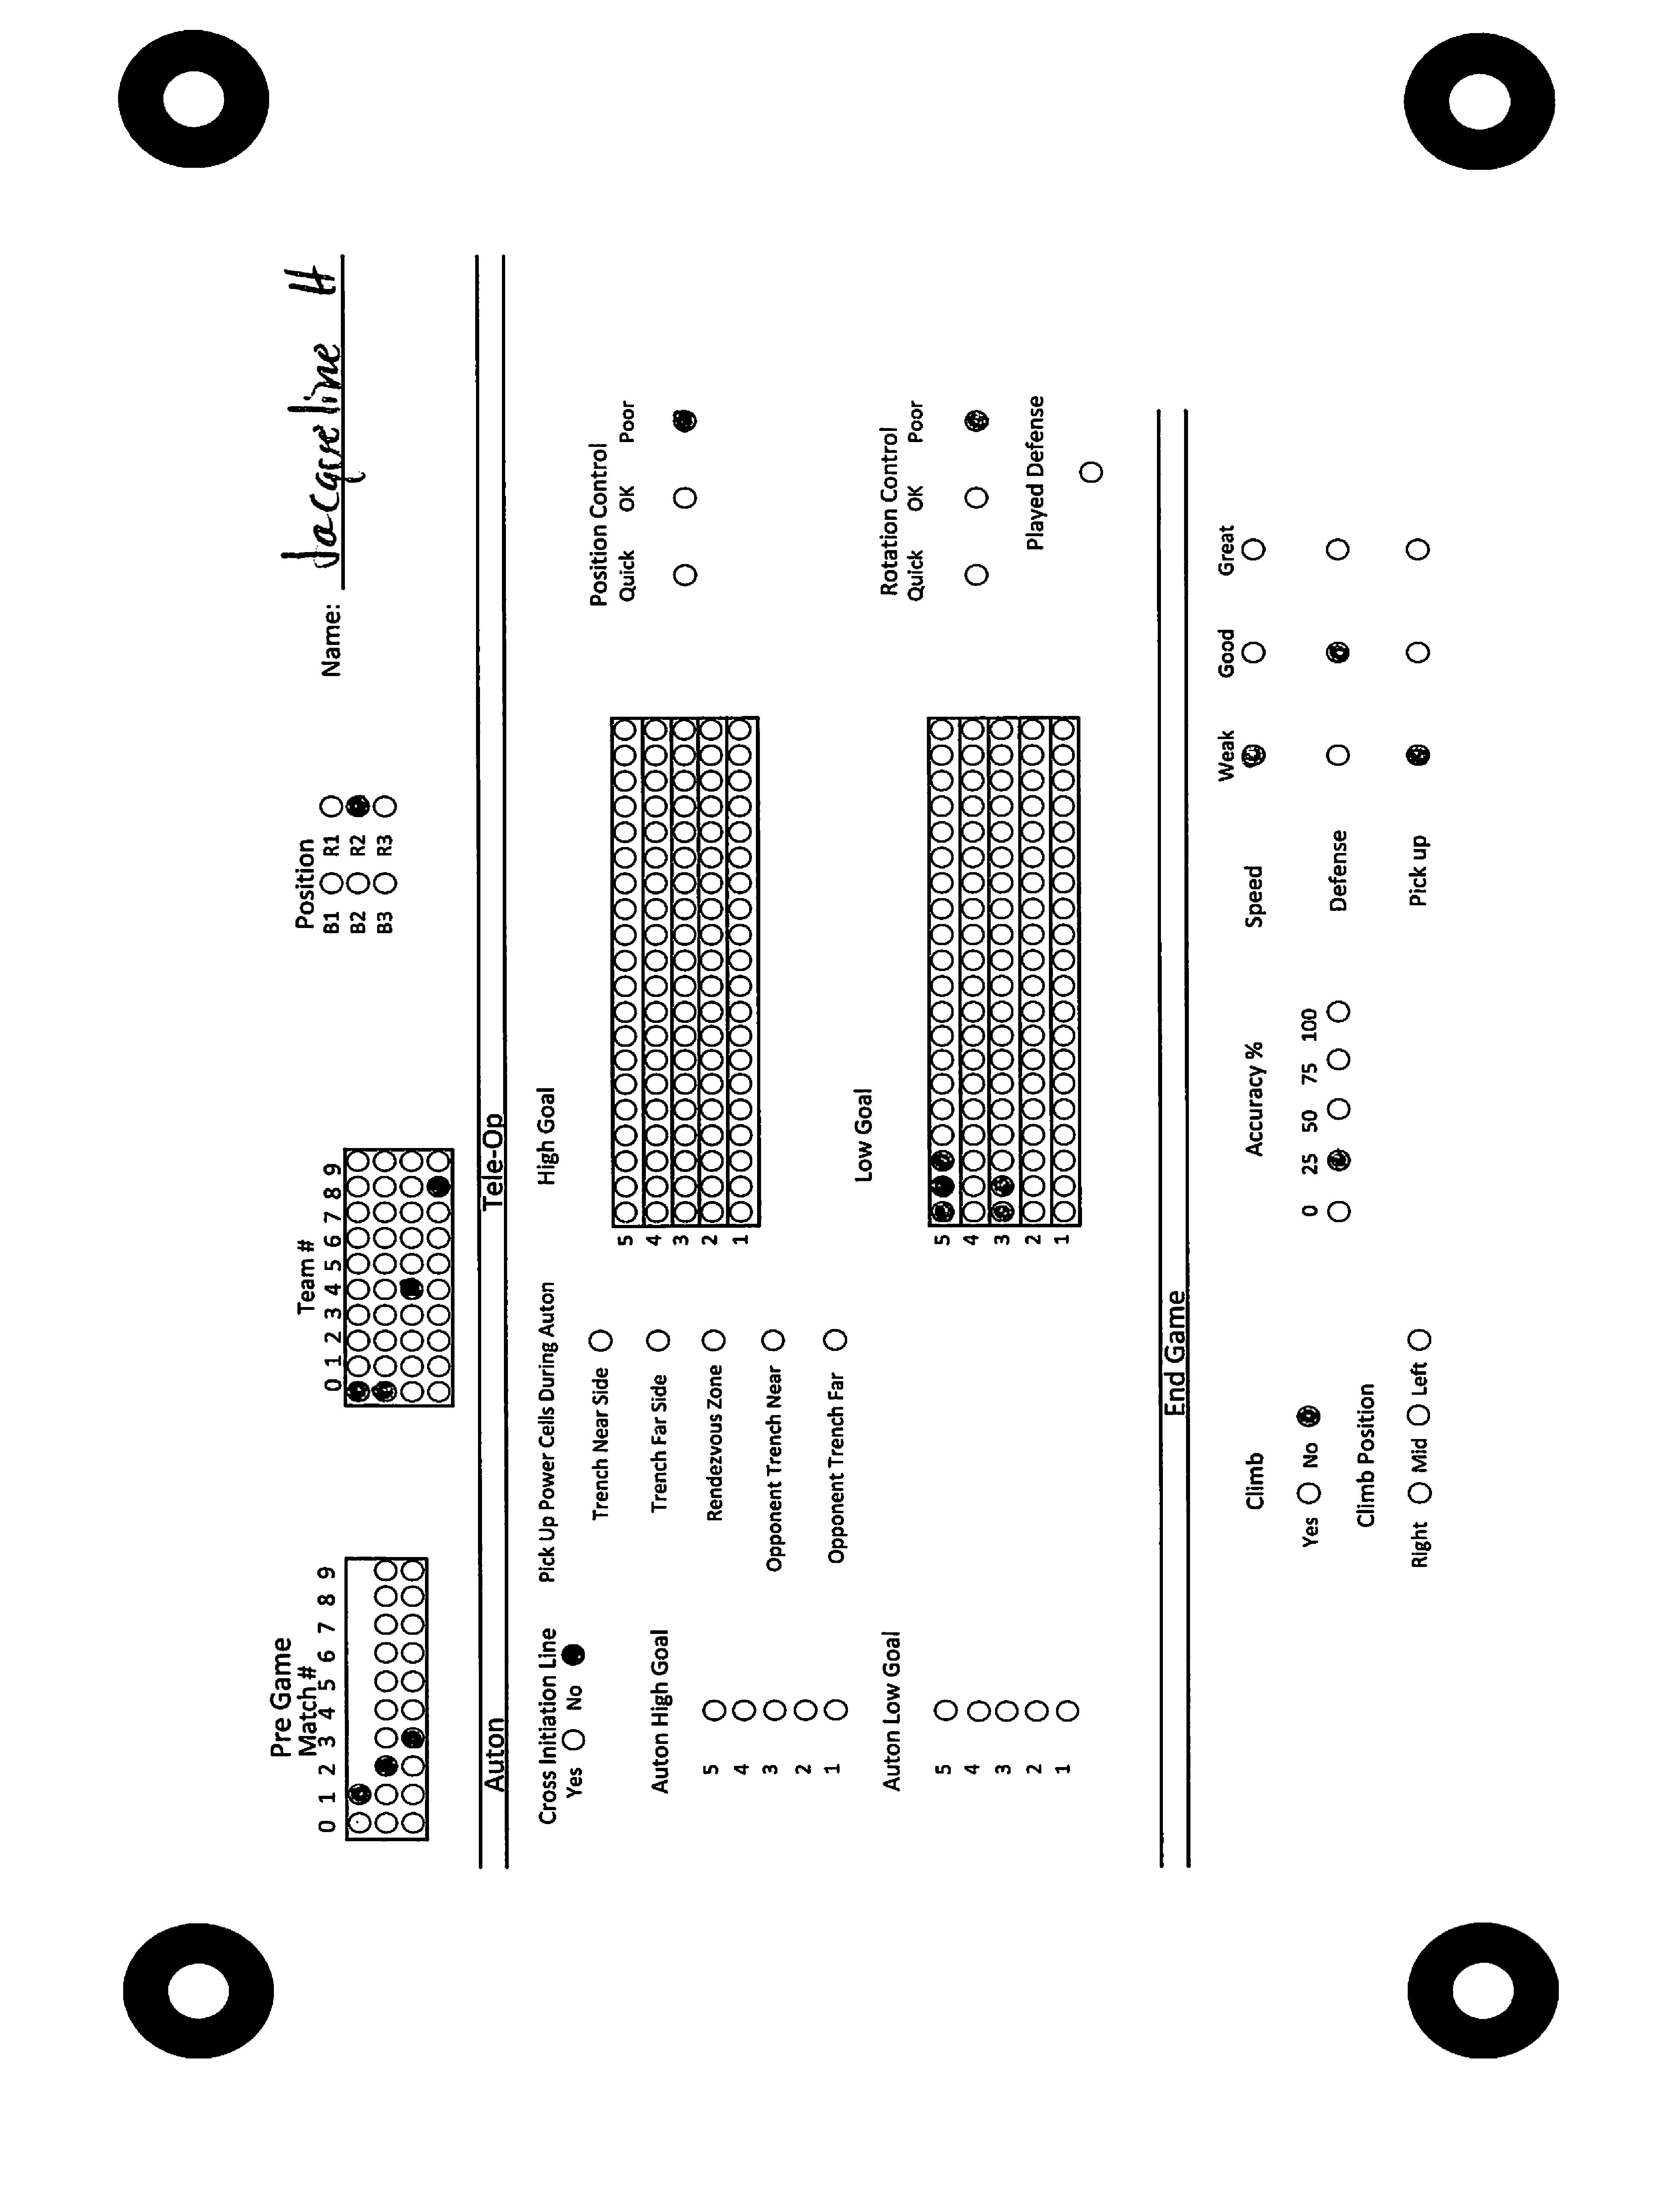 Pre Game
Match #
0 1 2 3 4 5 6 7 8 9
Team #
0 1 2 3 4 5 6 7 8 9
Position
B1 R1
B2 R2
B3 R3
Name: Jacqueline H
Auton
Tele-Op
Cross Initiation Line
Yes No
Auton High Goal
5
4
3
2
1
Auton Low Goal
5
4
3
2
1
Pick Up Power Cells During Auton
Trench Near Side
Trench Far Side
Rendezvous Zone
Opponent Trench Near
Opponent Trench Far
High Goal
5
4
3
2
1
Low Goal
5
4
3
2
1
Position Control
Quick OK Poor
Rotation Control
Quick OK Poor
Played Defense
End Game
Climb
Yes No
Climb Position
Right Mid Left
Accuracy %
0 25 50 75 100
Weak Good Great
Speed
Defense
Pick up